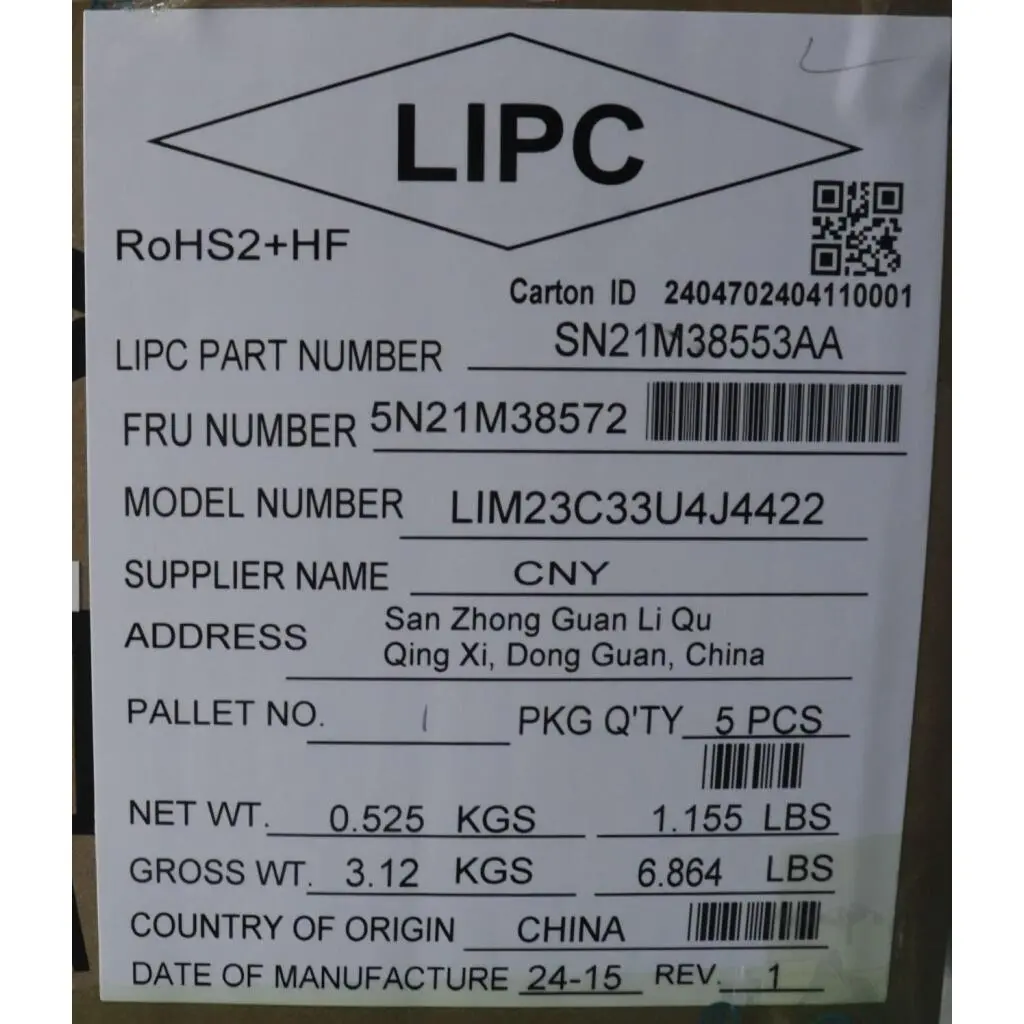 LIPC
RoHS2+HF
Carton ID 2404702404110001
LIPC PART NUMBER SN21M38553AA
FRU NUMBER 5N21M38572
MODEL NUMBER LIM23C33U4J4422
SUPPLIER NAME CNY
ADDRESS San Zhong Guan Li Qu
Qing Xi, Dong Guan, China
PALLET NO. 1 PKG Q'TY 5 PCS
NET WT. 0.525 KGS 1.155 LBS
GROSS WT. 3.12 KGS 6.864 LBS
COUNTRY OF ORIGIN CHINA
DATE OF MANUFACTURE 24-15 REV. 1